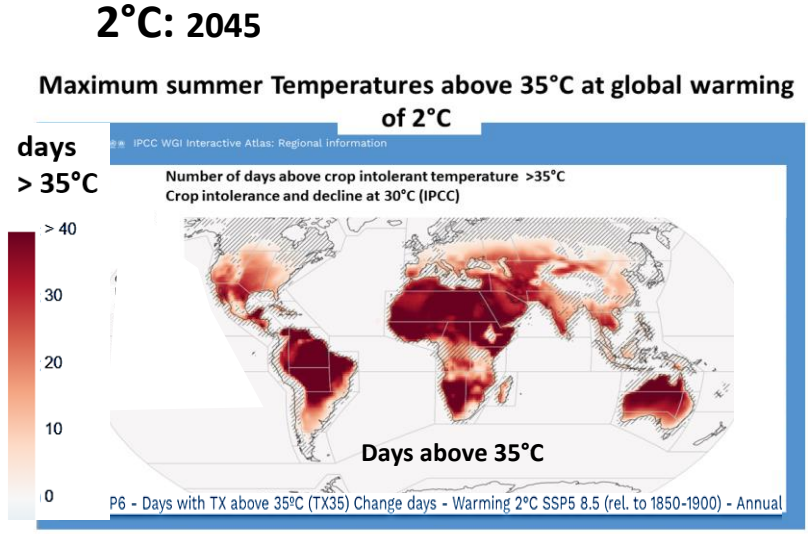 2°C: 2045
Maximum summer Temperatures above 35°C at global warming
of 2°C
days
> 35°C
IPCC WGI Interactive Atlas: Regional information
Number of days above crop intolerant temperature >35°C
Crop intolerance and decline at 30°C (IPCC)
> 40
30
20
10
0
Days above 35°C
P6 - Days with TX above 35ºC (TX35) Change days - Warming 2°C SSP5 8.5 (rel. to 1850-1900) - Annual